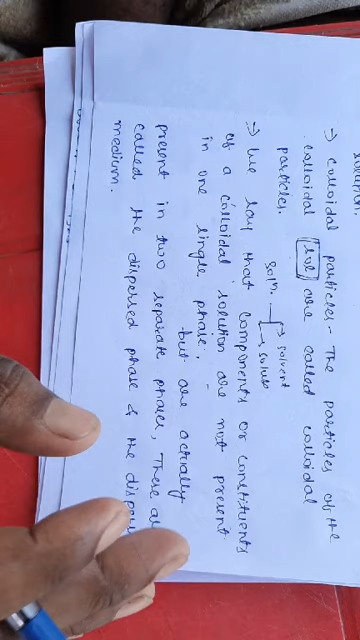 solution.
→ colloidal particles - The particles of the
colloidal sol are called colloidal
particles.
soln. → solvent
→ solute
→ We say that components or constituents
of a colloidal solution are not present
in one single phase,
but are actually
present in two separate phases, These a
called the dispersed phase & the dispers
medium.